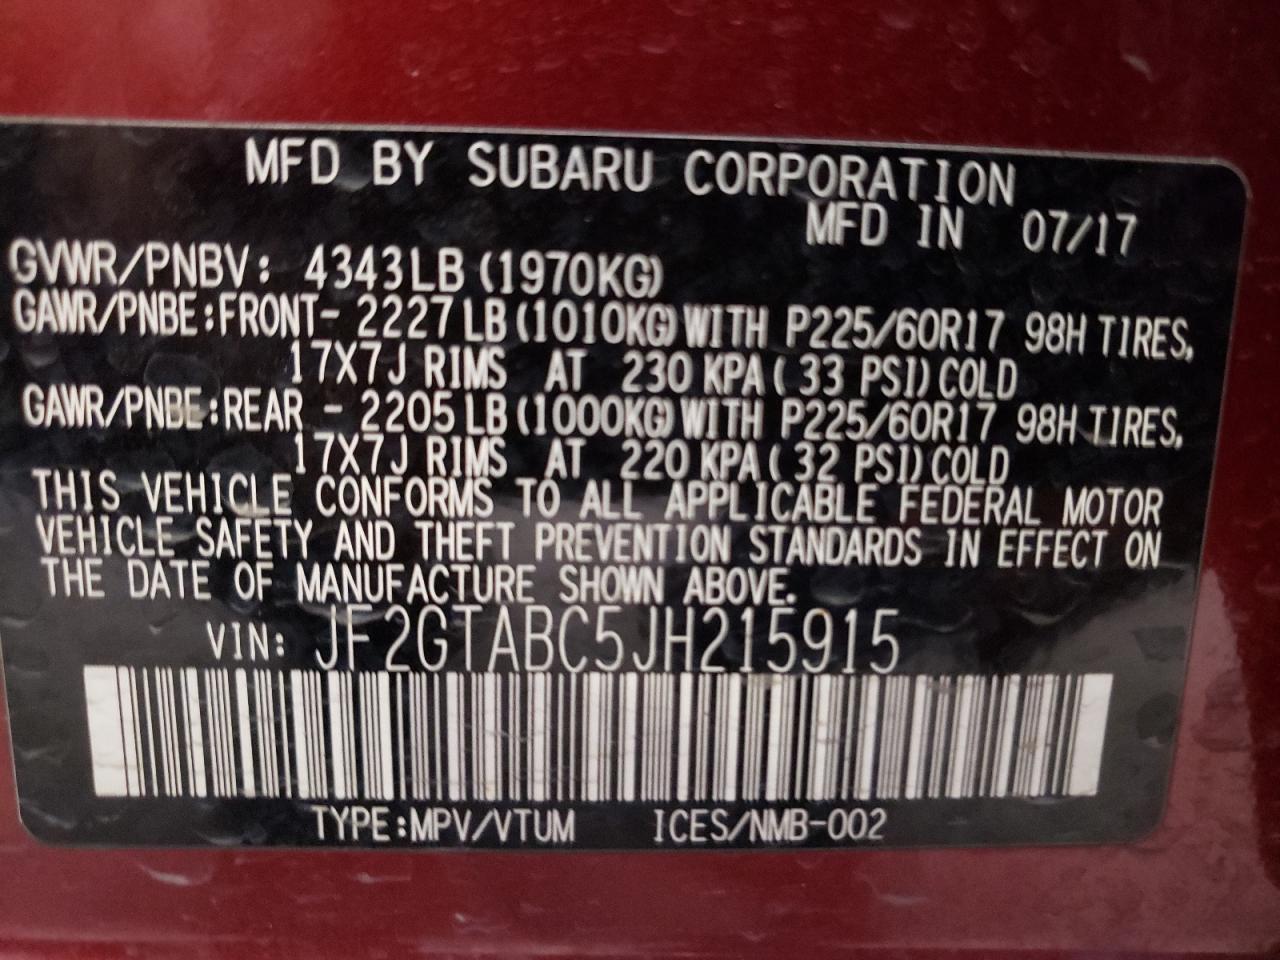 MFD BY SUBARU CORPORATION
MFD IN 07/17
GVWR/PNBV: 4343LB (1970KG)
GAWR/PNBE:FRONT- 2227LB(1010KG)WITH P225/60R17 98H TIRES,
17X7J RIMS AT 230 KPA( 33 PSI)COLD
GAWR/PNBE:REAR - 2205LB(1000KG)WITH P225/60R17 98H TIRES,
17X7J RIMS AT 220 KPA( 32 PSI)COLD
THIS VEHICLE CONFORMS TO ALL APPLICABLE FEDERAL MOTOR
VEHICLE SAFETY AND THEFT PREVENTION STANDARDS IN EFFECT ON
THE DATE OF MANUFACTURE SHOWN ABOVE.
VIN: JF2GTABC5JH215915
TYPE:MPV/VTUM ICES/NMB-002